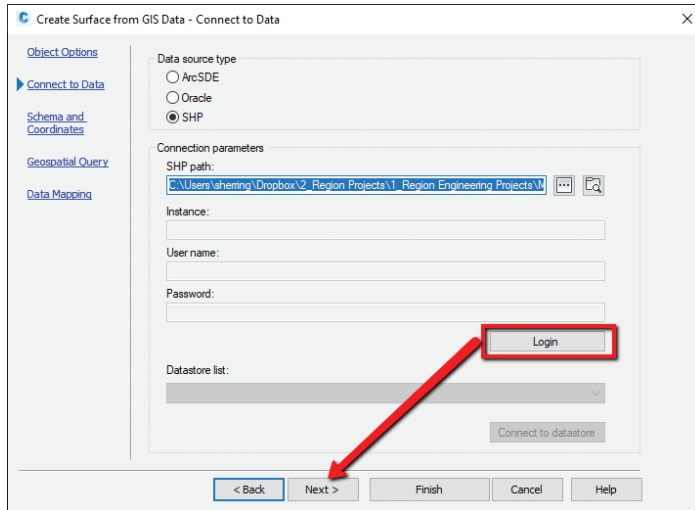 Create Surface from GIS Data - Connect to Data
Object Options
Connect to Data
Schema and
Coordinates
Geospatial Query
Data Mapping
Data source type
ArcSDE
Oracle
SHP
Connection parameters
SHP path:
C:\Users\sherring\Dropbox\2_Region Projects\1_Region Engineering Projects\M
Instance:
User name:
Password:
Login
Datastore list:
Connect to datastore
< Back
Next >
Finish
Cancel
Help